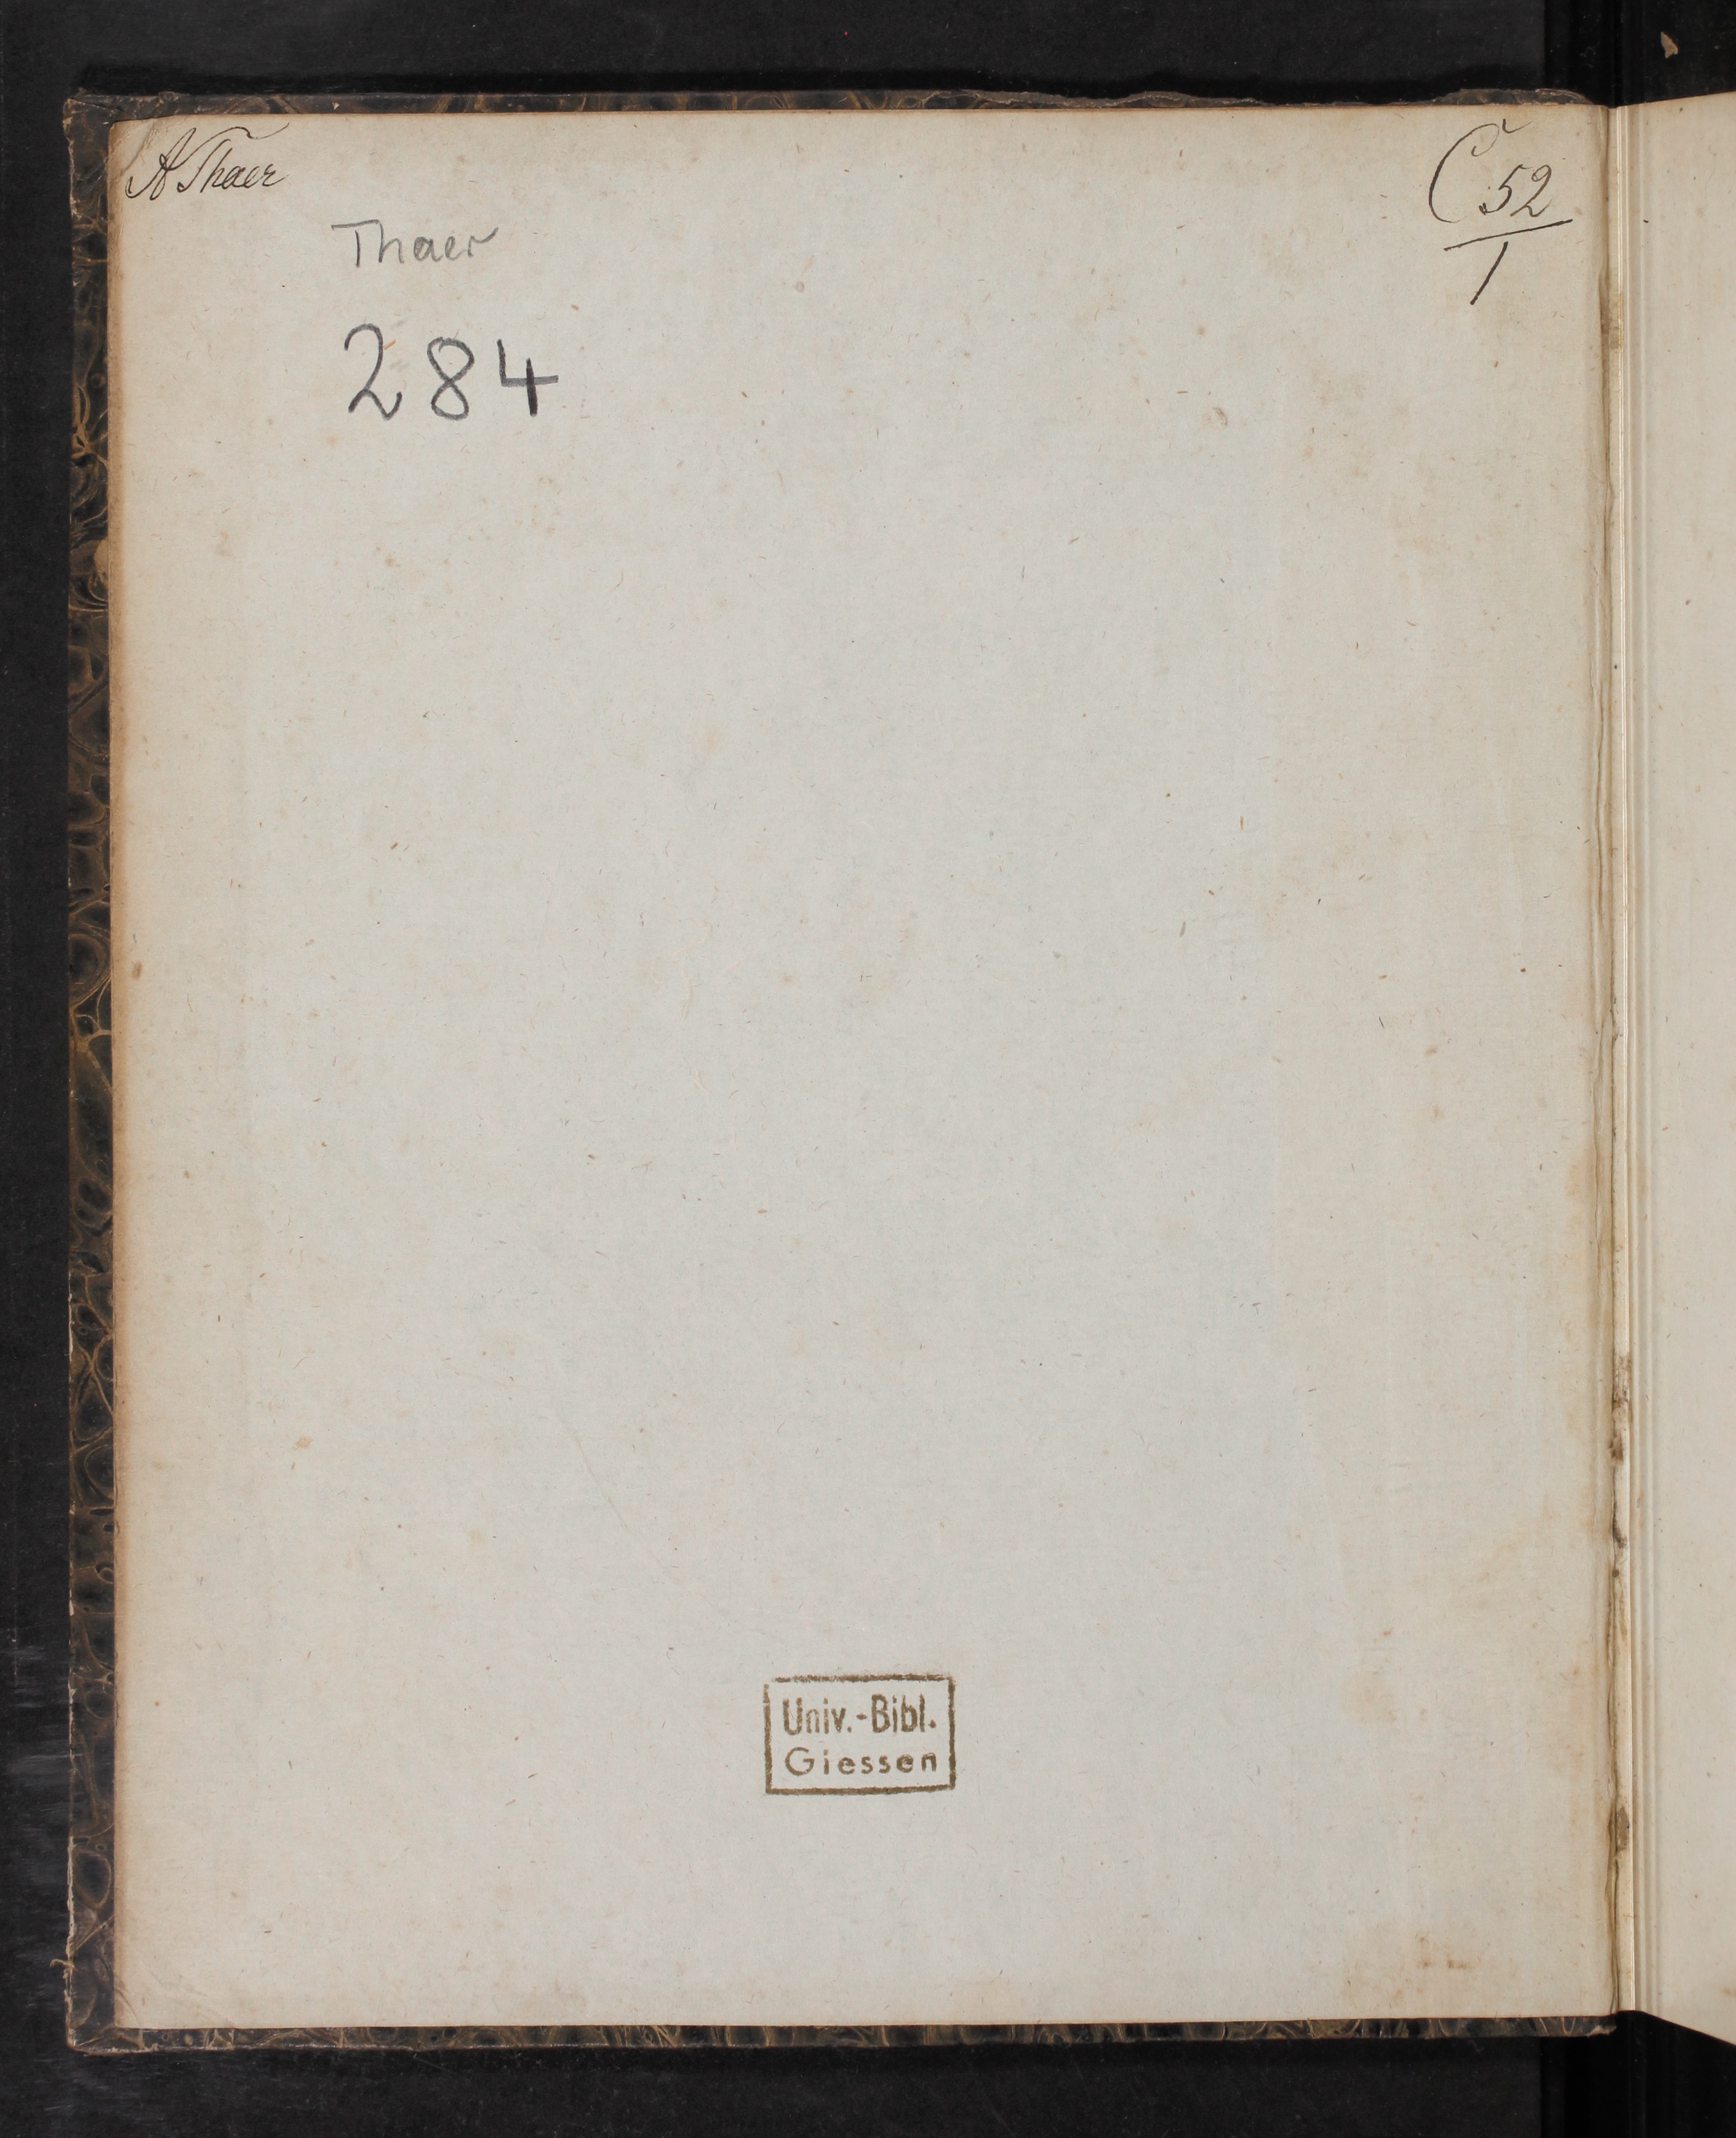 A Thaer
C 52
1
Thaer
284
Univ.-Bibl.
Giessen